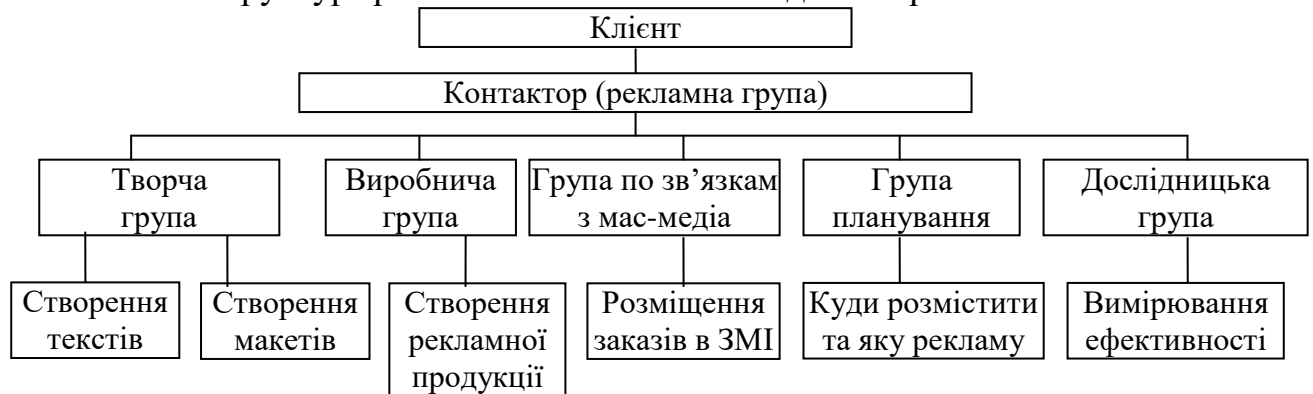 Клієнт
Контактор (рекламна група)
Творча
група
Виробнича
група
Група по зв’язкам
з мас-медіа
Група
планування
Дослідницька
група
Створення
текстів
Створення
макетів
Створення
рекламної
продукції
Розміщення
заказів в ЗМІ
Куди розмістити
та яку рекламу
Вимірювання
ефективності